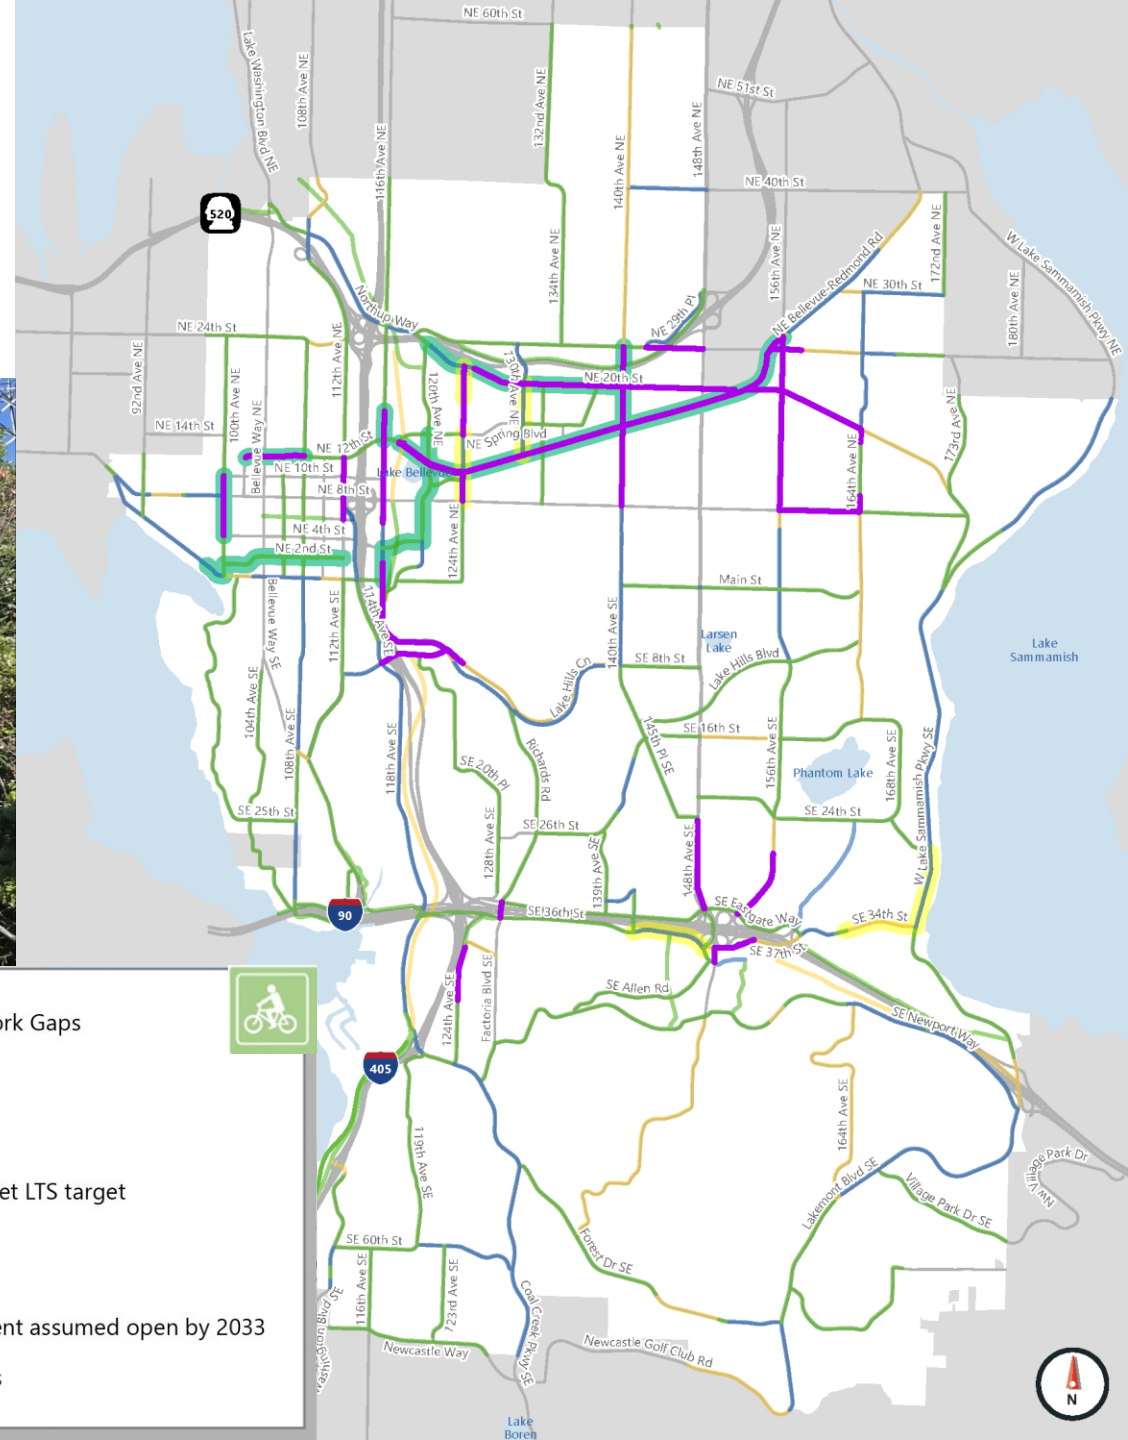 NE 60th St
Lake Washington Blvd NE
108th Ave NE
116th Ave NE
132nd Ave NE
140th Ave NE
148th Ave NE
NE 51st St
NE 40th St
520
134th Ave NE
156th Ave NE
NE Bellevue-Redmond Rd
172nd Ave NE
W Lake Sammamish Pkwy NE
180th Ave NE
NE 30th St
NE 29th Pl
Northup Way
NE 24th St
112th Ave NE
92nd Ave NE
100th Ave NE
120th Ave NE
130th Ave NE
NE 20th St
173rd Ave NE
Bellevue Way NE
NE 14th St
NE 12th St
NE Spring Blvd
NE 10th St
Lake Bellevue
NE 8th St
164th Ave NE
NE 4th St
124th Ave NE
NE 2nd St
Main St
Bellevue Way SE
112th Ave SE
114th Ave SE
140th Ave SE
Larsen
Lake
Lake
Sammamish
SE 8th St
Lake Hills Blvd
Lake Hills Cn
104th Ave SE
108th Ave SE
118th Ave SE
145th Pl SE
SE 16th St
156th Ave SE
168th Ave SE
W Lake Sammamish Pkwy SE
Richards Rd
SE 20th Pl
Phantom Lake
SE 25th St
128th Ave SE
SE 26th St
139th Ave SE
148th Ave SE
SE 24th St
90
SE 36th St
SE Eastgate Way
SE 34th St
SE 37th St
124th Ave SE
Factoria Blvd SE
SE Allen Rd
SE Newport Way
ork Gaps
405
164th Ave SE
119th Ave SE
et LTS target
Lakemont Blvd SE
Village Park Dr SE
Village Park Dr
NW
SE 60th St
Forest Dr SE
116th Ave SE
123rd Ave SE
Coal Creek Pkwy SE
ent assumed open by 2033
Newcastle Way
Newcastle Golf Club Rd
s
N
Lake
Boren